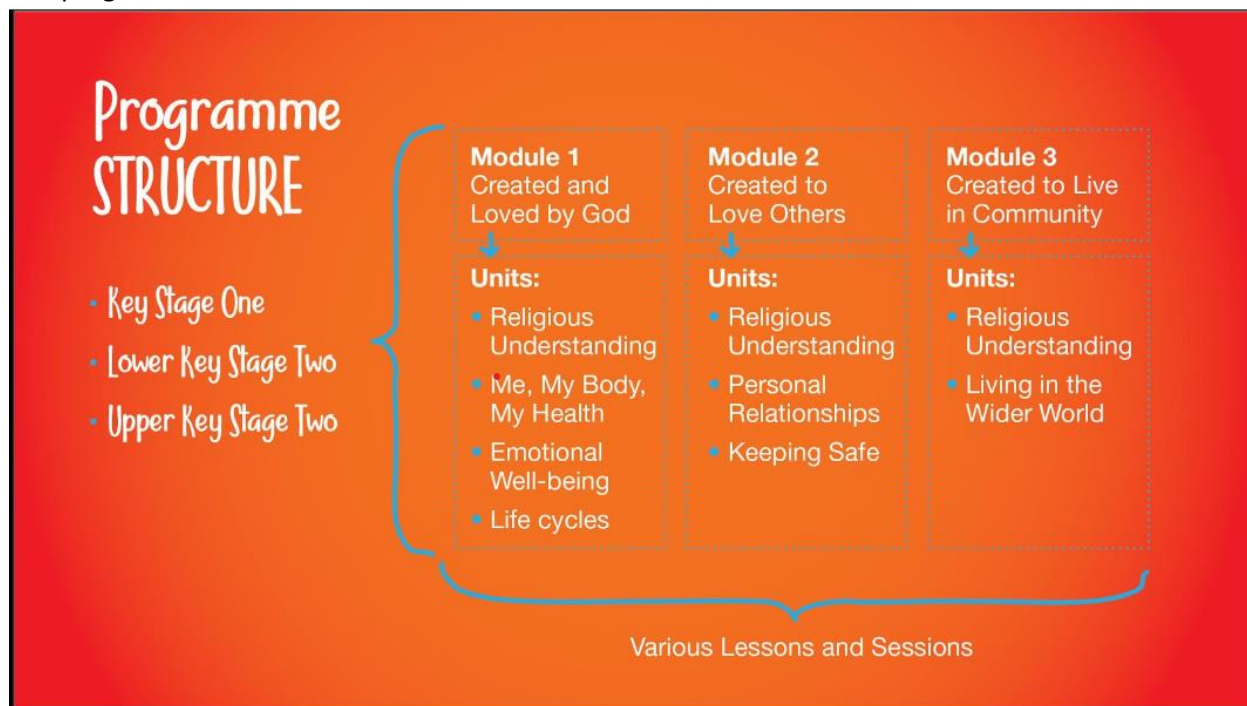 Programme
STRUCTURE
• Key Stage One
• Lower Key Stage Two
• Upper Key Stage Two
Module 1
Created and
Loved by God
Units:
• Religious
Understanding
• Me, My Body,
My Health
• Emotional
Well-being
• Life cycles
Module 2
Created to
Love Others
Units:
• Religious
Understanding
• Personal
Relationships
• Keeping Safe
Module 3
Created to Live
in Community
Units:
• Religious
Understanding
• Living in the
Wider World
Various Lessons and Sessions